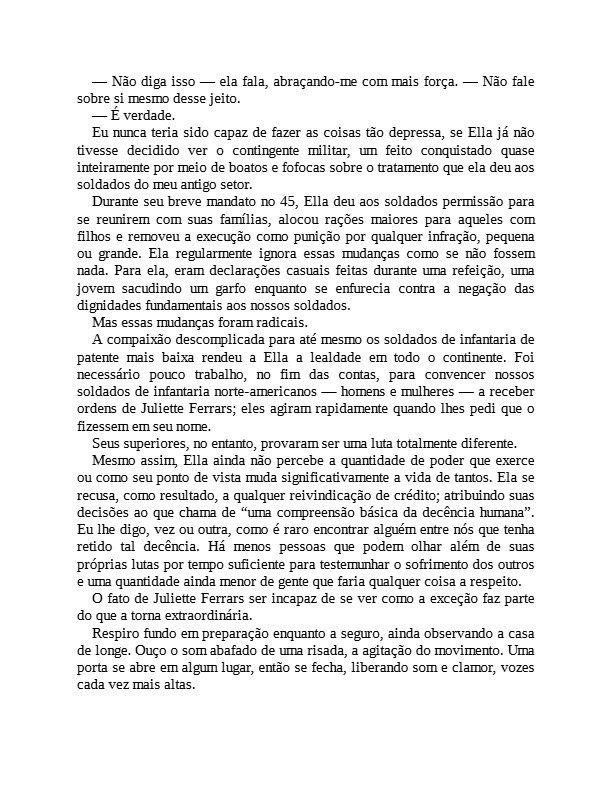 — Não diga isso — ela fala, abraçando-me com mais força. — Não fale
sobre si mesmo desse jeito.
— É verdade.
Eu nunca teria sido capaz de fazer as coisas tão depressa, se Ella já não
tivesse decidido ver o contingente militar, um feito conquistado quase
inteiramente por meio de boatos e fofocas sobre o tratamento que ela deu aos
soldados do meu antigo setor.
Durante seu breve mandato no 45, Ella deu aos soldados permissão para
se reunirem com suas famílias, alocou rações maiores para aqueles com
filhos e removeu a execução como punição por qualquer infração, pequena
ou grande. Ela regularmente ignora essas mudanças como se não fossem
nada. Para ela, eram declarações casuais feitas durante uma refeição, uma
jovem sacudindo um garfo enquanto se enfurecia contra a negação das
dignidades fundamentais aos nossos soldados.
Mas essas mudanças foram radicais.
A compaixão descomplicada para até mesmo os soldados de infantaria de
patente mais baixa rendeu a Ella a lealdade em todo o continente. Foi
necessário pouco trabalho, no fim das contas, para convencer nossos
soldados de infantaria norte-americanos — homens e mulheres — a receber
ordens de Juliette Ferrars; eles agiram rapidamente quando lhes pedi que o
fizessem em seu nome.
Seus superiores, no entanto, provaram ser uma luta totalmente diferente.
Mesmo assim, Ella ainda não percebe a quantidade de poder que exerce
ou como seu ponto de vista muda significativamente a vida de tantos. Ela se
recusa, como resultado, a qualquer reivindicação de crédito; atribuindo suas
decisões ao que chama de “uma compreensão básica da decência humana”.
Eu lhe digo, vez ou outra, como é raro encontrar alguém entre nós que tenha
retido tal decência. Há menos pessoas que podem olhar além de suas
próprias lutas por tempo suficiente para testemunhar o sofrimento dos outros
e uma quantidade ainda menor de gente que faria qualquer coisa a respeito.
O fato de Juliette Ferrars ser incapaz de se ver como a exceção faz parte
do que a torna extraordinária.
Respiro fundo em preparação enquanto a seguro, ainda observando a casa
de longe. Ouço o som abafado de uma risada, a agitação do movimento. Uma
porta se abre em algum lugar, então se fecha, liberando som e clamor, vozes
cada vez mais altas.